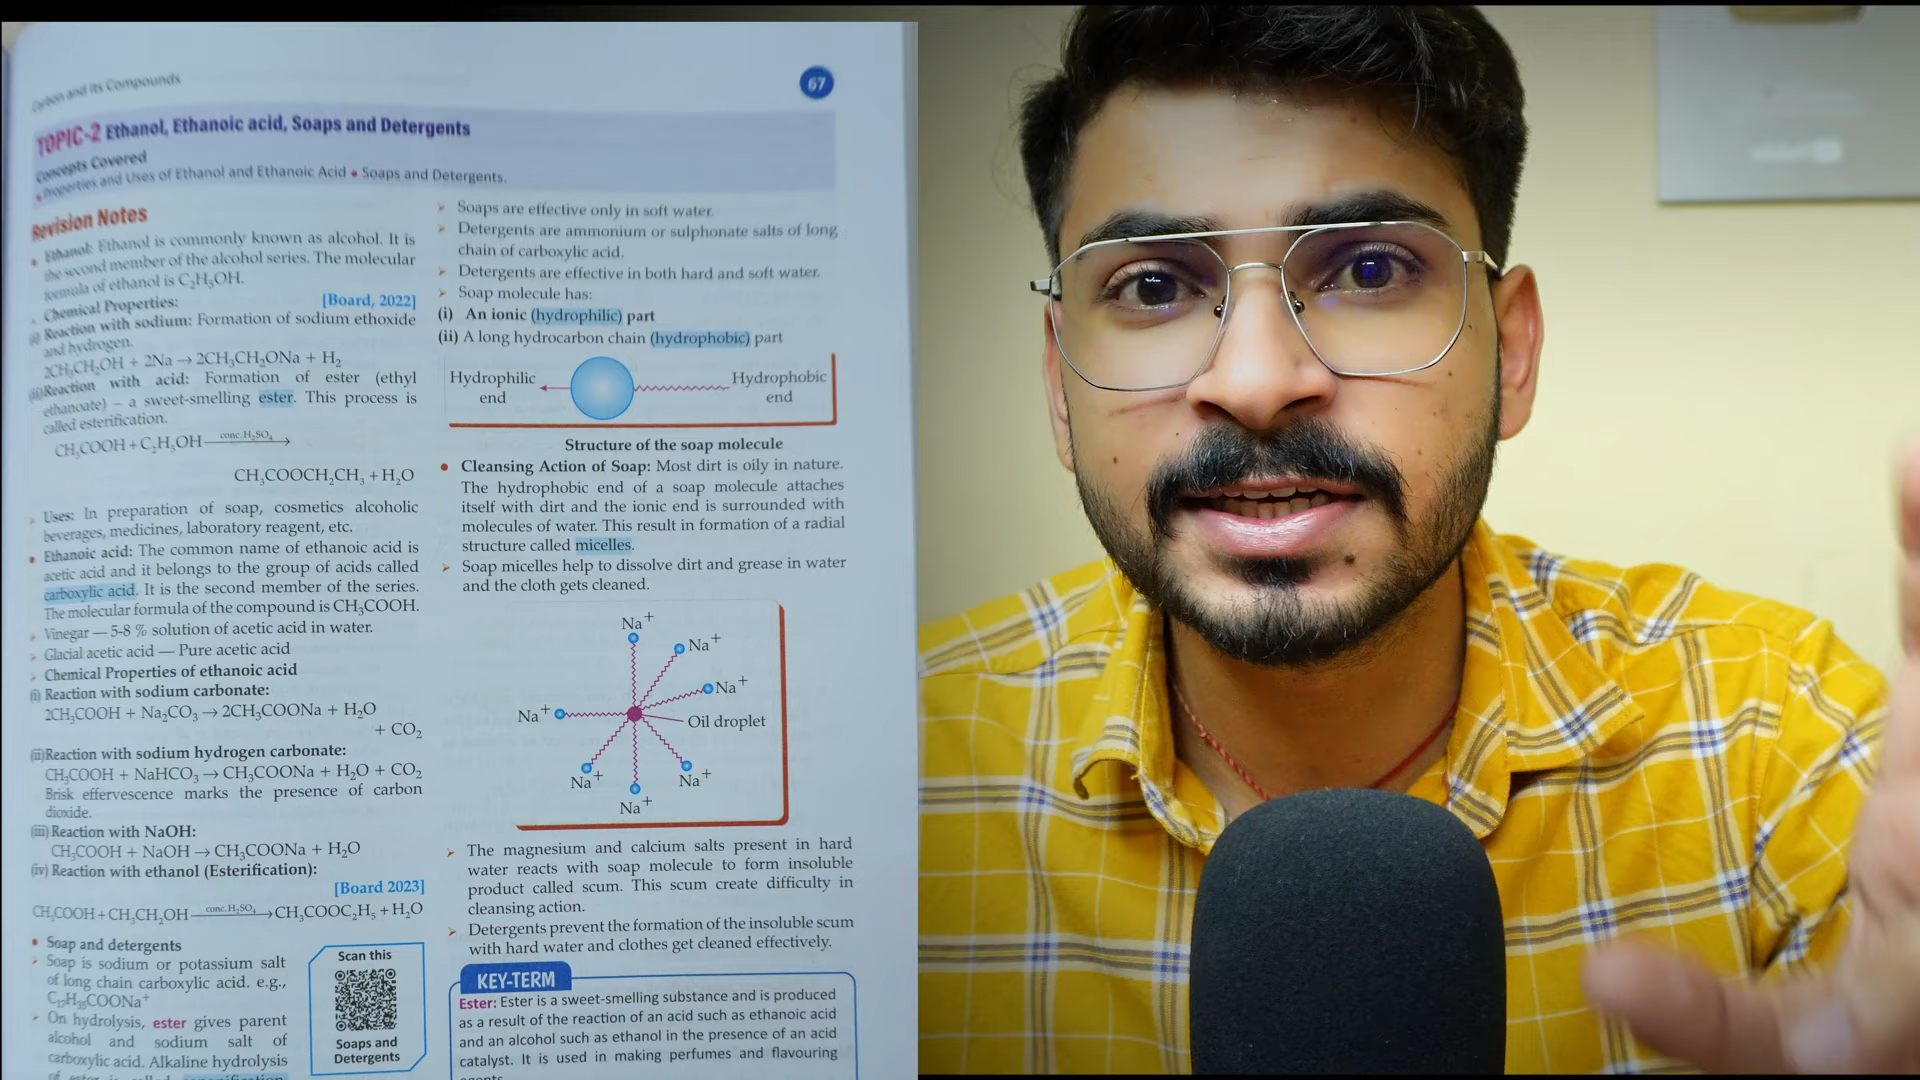 Carbon and its Compounds
67
TOPIC-2 Ethanol, Ethanoic acid, Soaps and Detergents
Concepts Covered
• Properties and Uses of Ethanol and Ethanoic Acid • Soaps and Detergents.
Revision Notes
• Ethanol: Ethanol is commonly known as alcohol. It is
the second member of the alcohol series. The molecular
formula of ethanol is C₂H₅OH.
Chemical Properties:
[Board, 2022]
(i) Reaction with sodium: Formation of sodium ethoxide
and hydrogen.
2CH₃CH₂OH + 2Na → 2CH₃CH₂ONa + H₂
(ii) Reaction with acid: Formation of ester (ethyl
ethanoate) – a sweet-smelling ester. This process is
called esterification.
CH₃COOH + C₂H₅OH conc.H₂SO₄ →
CH₃COOCH₂CH₃ + H₂O
➢ Uses: In preparation of soap, cosmetics alcoholic
beverages, medicines, laboratory reagent, etc.
• Ethanoic acid: The common name of ethanoic acid is
acetic acid and it belongs to the group of acids called
carboxylic acid. It is the second member of the series.
The molecular formula of the compound is CH₃COOH.
➢ Vinegar — 5-8 % solution of acetic acid in water.
➢ Glacial acetic acid — Pure acetic acid
➢ Chemical Properties of ethanoic acid
(i) Reaction with sodium carbonate:
2CH₃COOH + Na₂CO₃ → 2CH₃COONa + H₂O
+ CO₂
(ii) Reaction with sodium hydrogen carbonate:
CH₃COOH + NaHCO₃ → CH₃COONa + H₂O + CO₂
Brisk effervescence marks the presence of carbon
dioxide.
(iii) Reaction with NaOH:
CH₃COOH + NaOH → CH₃COONa + H₂O
(iv) Reaction with ethanol (Esterification):
[Board 2023]
CH₃COOH + CH₃CH₂OH conc.H₂SO₄ → CH₃COOC₂H₅ + H₂O
• Soap and detergents
➢ Soap is sodium or potassium salt
of long chain carboxylic acid. e.g.,
C₁₇H₃₅COONa⁺
➢ On hydrolysis, ester gives parent
alcohol and sodium salt of
carboxylic acid. Alkaline hydrolysis
of ester is called saponification.
Scan this
Soaps and
Detergents
➢ Soaps are effective only in soft water.
➢ Detergents are ammonium or sulphonate salts of long
chain of carboxylic acid.
➢ Detergents are effective in both hard and soft water.
➢ Soap molecule has:
(i) An ionic (hydrophilic) part
(ii) A long hydrocarbon chain (hydrophobic) part
Hydrophilic
end
Hydrophobic
end
Structure of the soap molecule
• Cleansing Action of Soap: Most dirt is oily in nature.
The hydrophobic end of a soap molecule attaches
itself with dirt and the ionic end is surrounded with
molecules of water. This result in formation of a radial
structure called micelles.
➢ Soap micelles help to dissolve dirt and grease in water
and the cloth gets cleaned.
Na⁺
Na⁺
Na⁺
Na⁺
Oil droplet
Na⁺
Na⁺
Na⁺
➢ The magnesium and calcium salts present in hard
water reacts with soap molecule to form insoluble
product called scum. This scum create difficulty in
cleansing action.
➢ Detergents prevent the formation of the insoluble scum
with hard water and clothes get cleaned effectively.
KEY-TERM
Ester: Ester is a sweet-smelling substance and is produced
as a result of the reaction of an acid such as ethanoic acid
and an alcohol such as ethanol in the presence of an acid
catalyst. It is used in making perfumes and flavouring
agents.